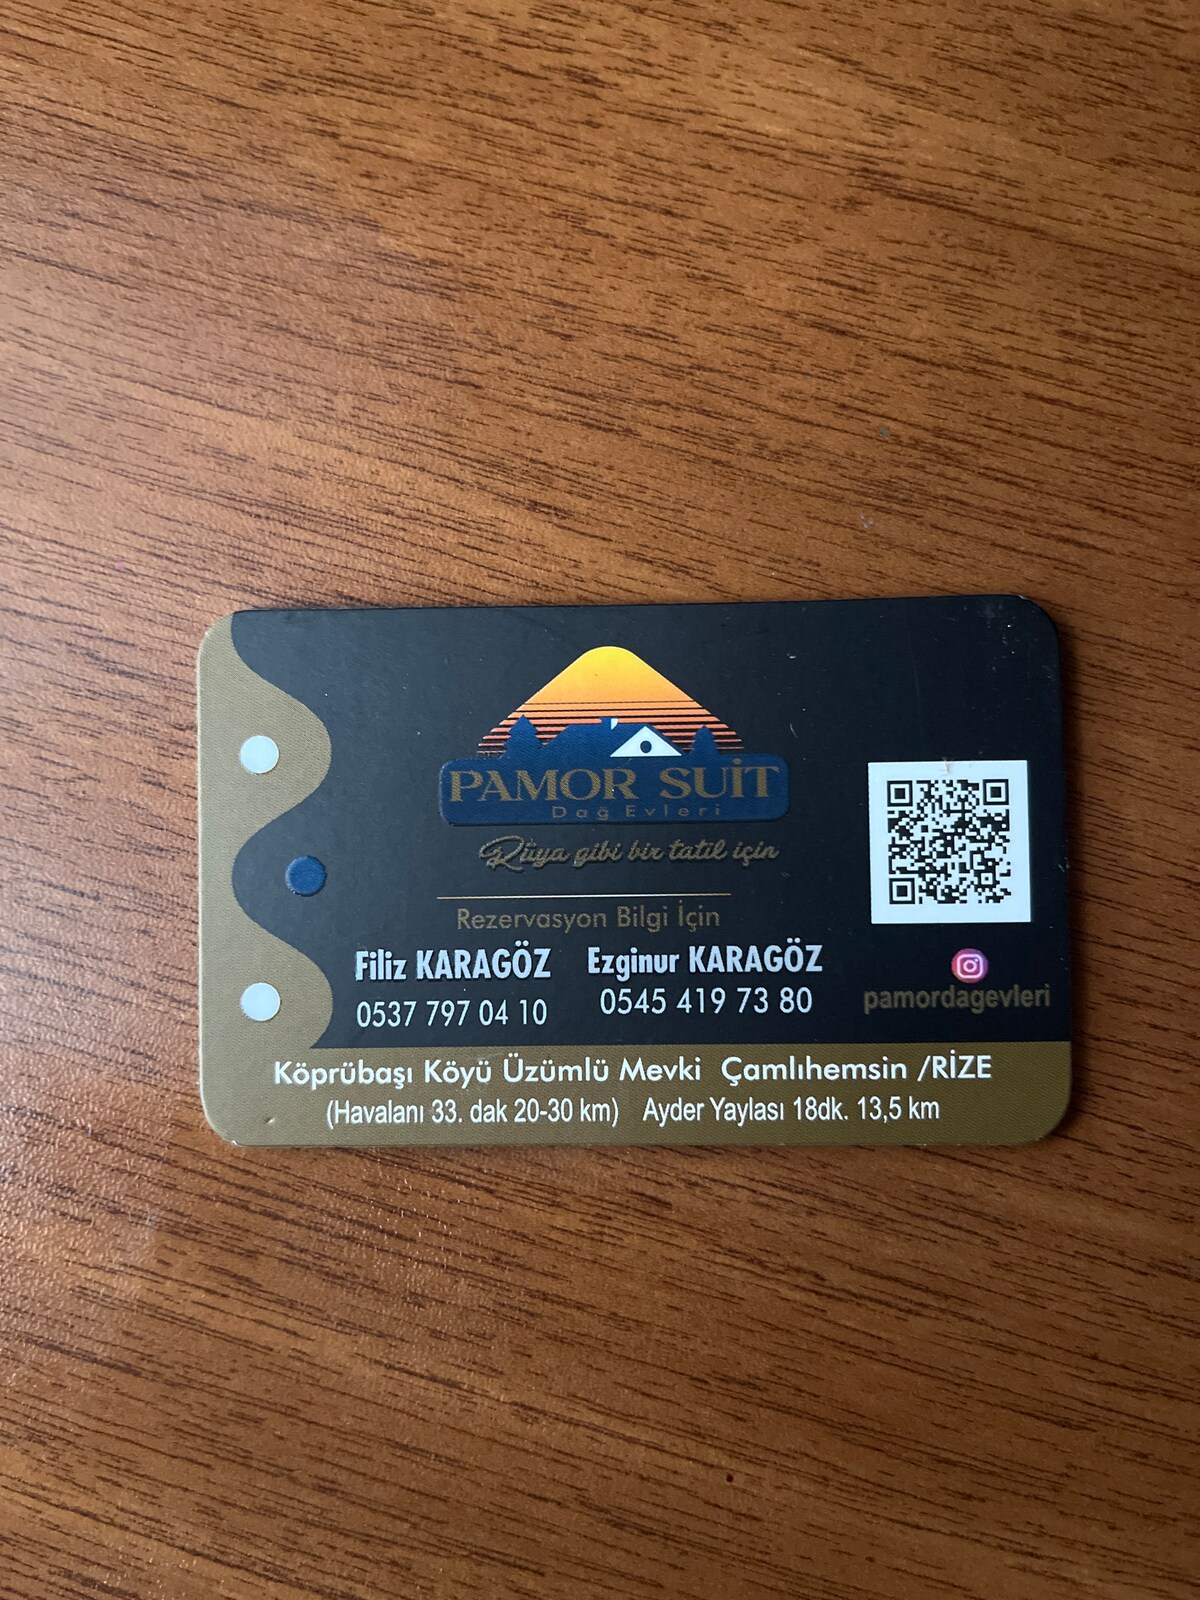 PAMOR SUİT
Dağ Evleri
Rüya gibi bir tatil için
Rezervasyon Bilgi İçin
Filiz KARAGÖZ
0537 797 04 10
Ezginur KARAGÖZ
0545 419 73 80
pamordagevleri
Köprübaşı Köyü Üzümlü Mevki Çamlıhemsin /RİZE
(Havalanı 33. dak 20-30 km) Ayder Yaylası 18dk. 13,5 km